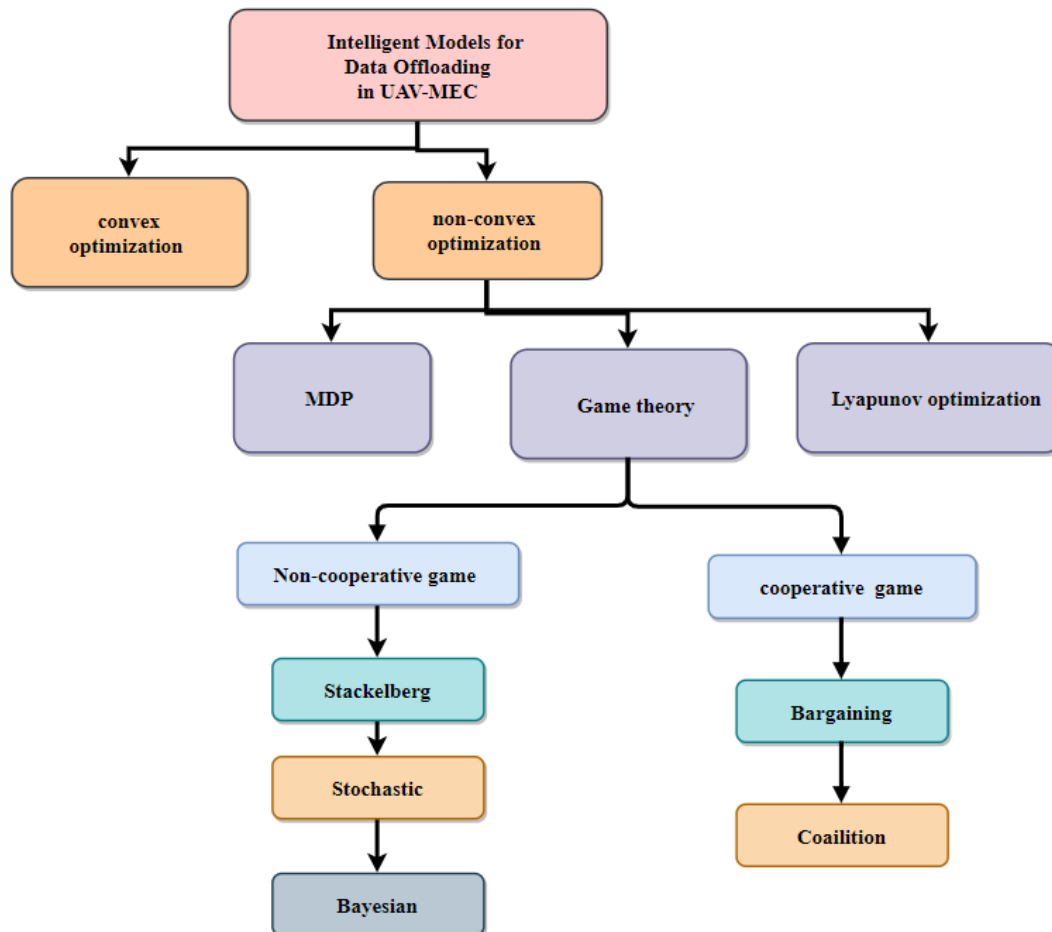 Intelligent Models for
Data Offloading
in UAV-MEC
convex
optimization
non-convex
optimization
MDP
Game theory
Lyapunov optimization
Non-cooperative game
cooperative game
Stackelberg
Bargaining
Stochastic
Coailition
Bayesian